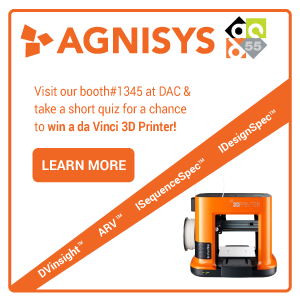 AGNISYS
55
Visit our booth#1345 at DAC &
take a short quiz for a chance
to win a da Vinci 3D Printer!
LEARN MORE
DVinsight™
ARV™
ISequenceSpec™
IDesignSpec™